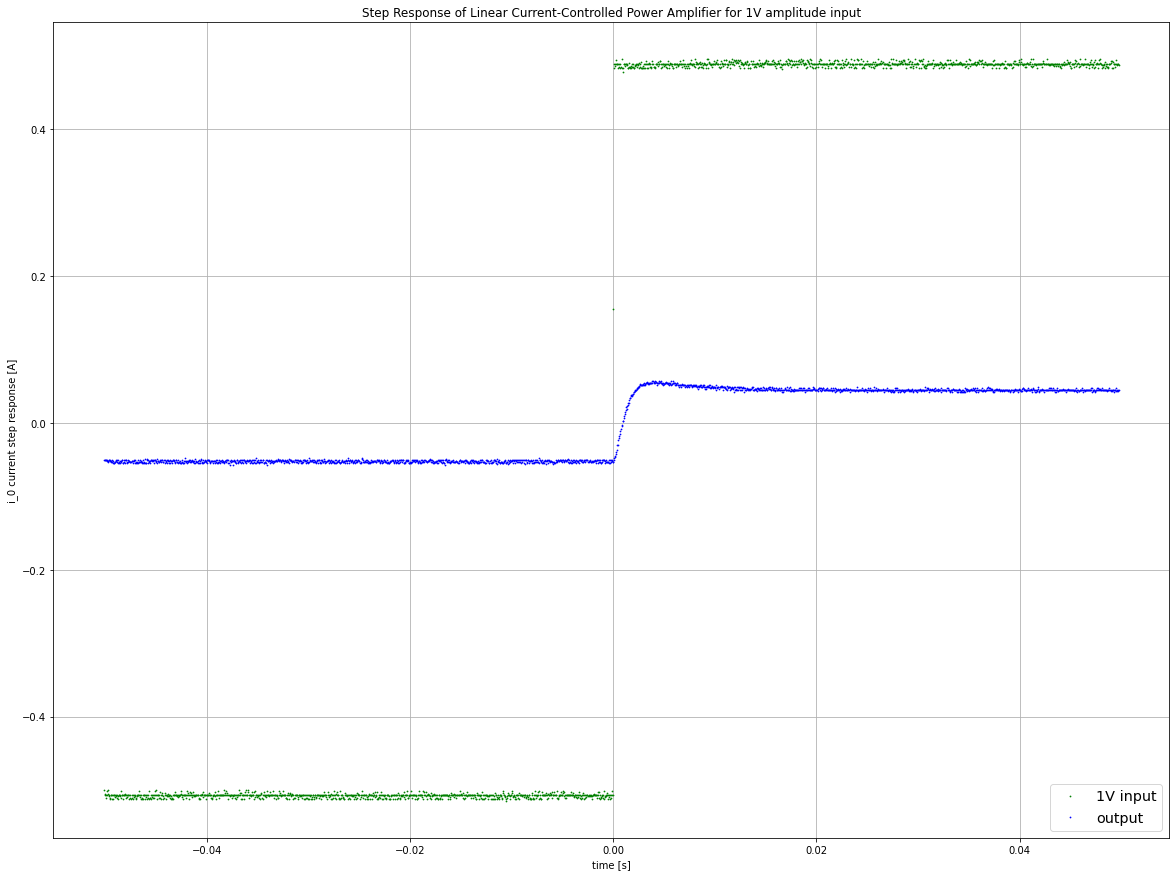 Step Response of Linear Current-Controlled Power Amplifier for 1V amplitude input
i_0 current step response [A]
0.4
0.2
0.0
−0.2
−0.4
−0.04
−0.02
0.00
0.02
0.04
time [s]
1V input
output